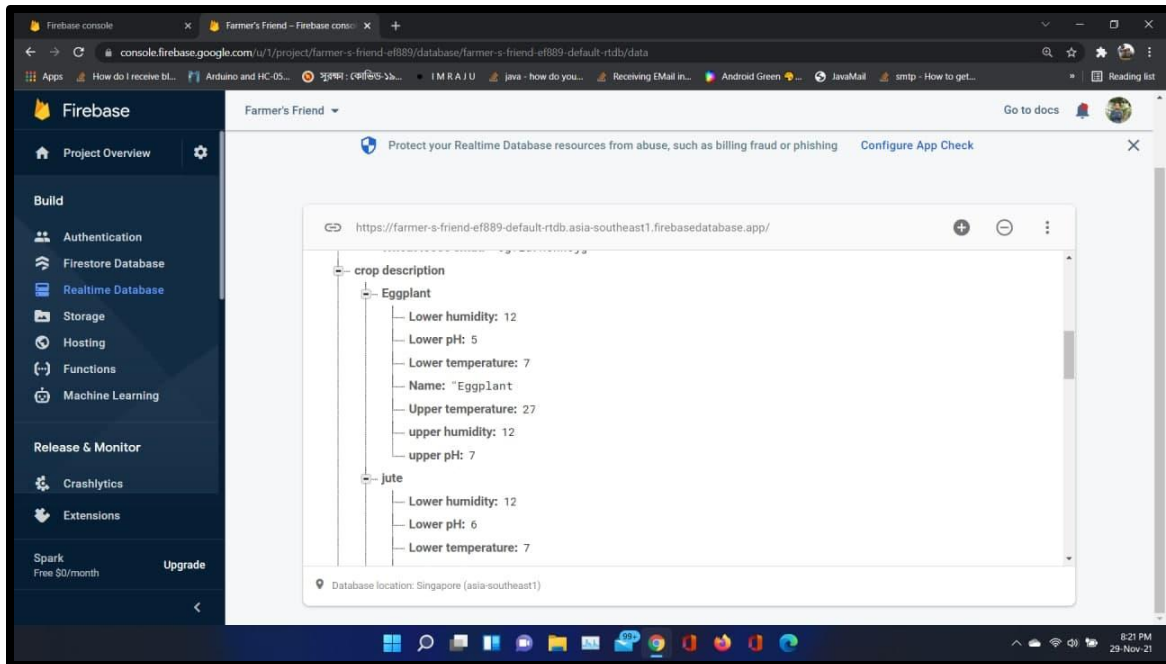 Firebase console
Farmer's Friend – Firebase conso
console.firebase.google.com/u/1/project/farmer-s-friend-ef889/database/farmer-s-friend-ef889-default-rtdb/data
Apps How do I receive bl... Arduino and HC-05... সুরক্ষা : কোভিড-১৯... I M R A J U java - how do you... Receiving EMail in... Android Green ... JavaMail smtp - How to get... » Reading list
Firebase
Farmer's Friend
Go to docs
Project Overview
Protect your Realtime Database resources from abuse, such as billing fraud or phishing Configure App Check
Build
Authentication
Firestore Database
Realtime Database
Storage
Hosting
Functions
Machine Learning
Release & Monitor
Crashlytics
Extensions
Spark
Free $0/month
Upgrade
https://farmer-s-friend-ef889-default-rtdb.asia-southeast1.firebasedatabase.app/
crop description
Eggplant
Lower humidity: 12
Lower pH: 5
Lower temperature: 7
Name: "Eggplant
Upper temperature: 27
upper humidity: 12
upper pH: 7
jute
Lower humidity: 12
Lower pH: 6
Lower temperature: 7
Database location: Singapore (asia-southeast1)
99+
8:21 PM
29-Nov-21